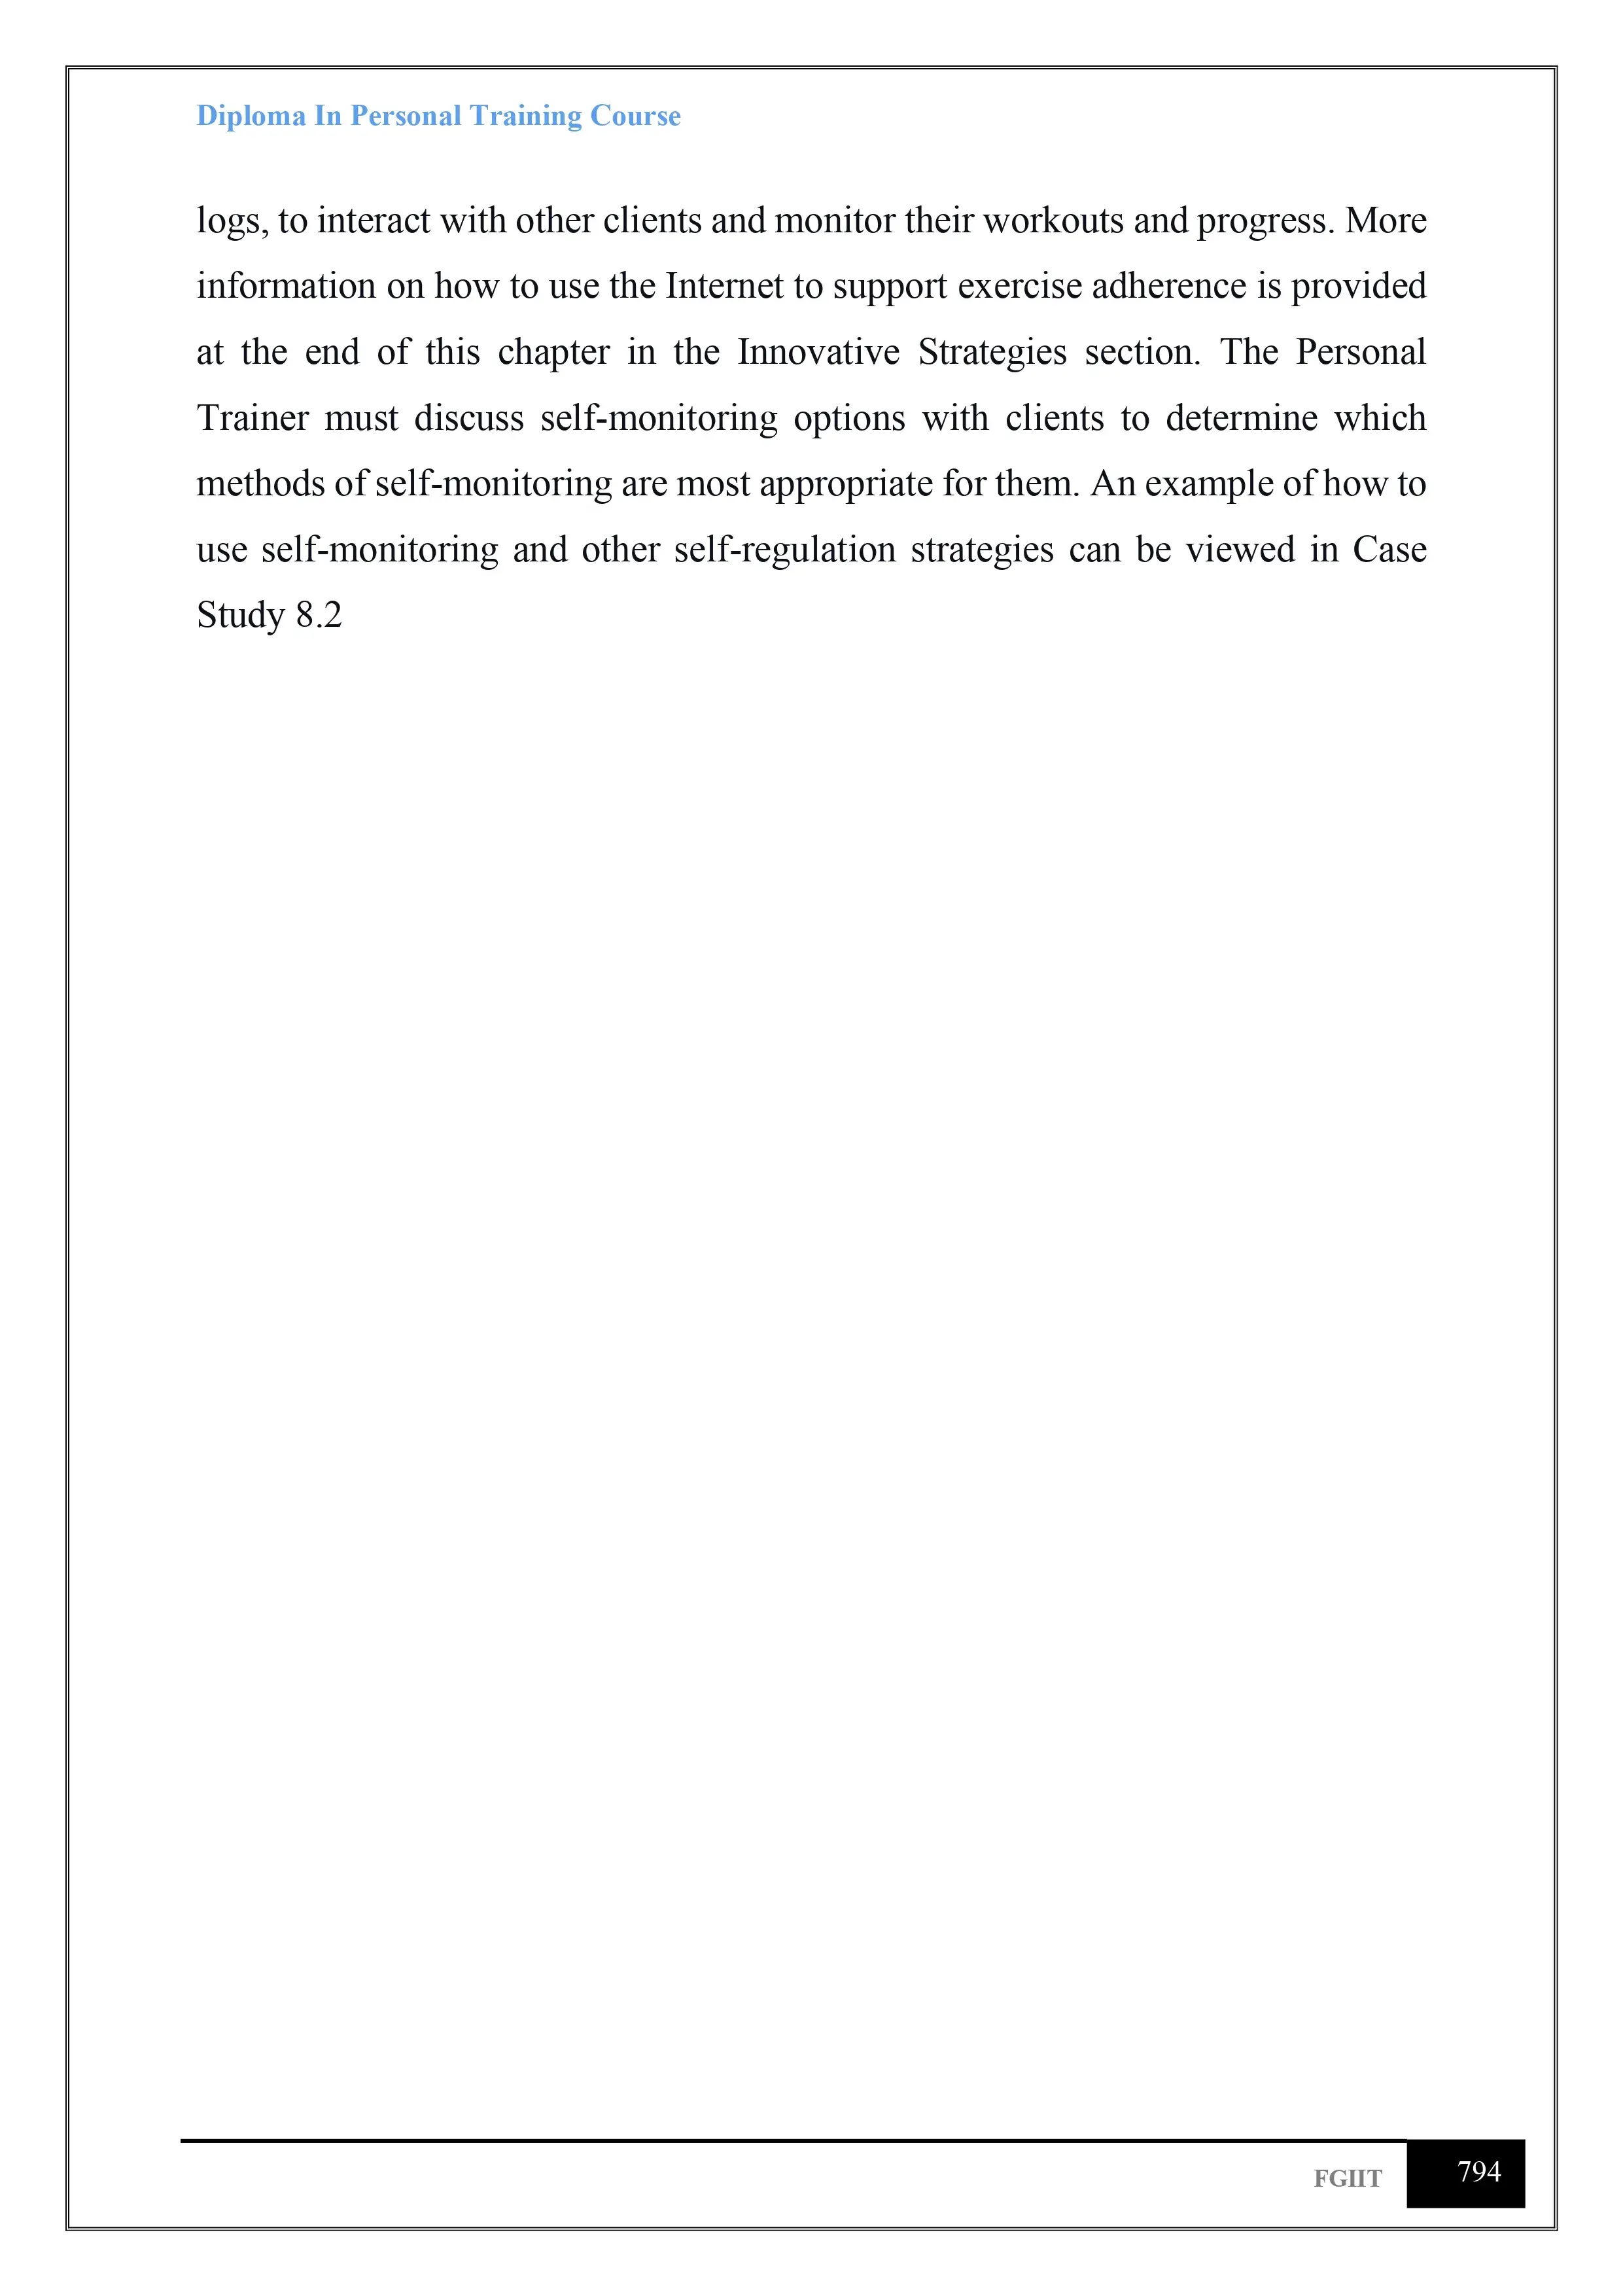 Diploma In Personal Training Course
logs, to interact with other clients and monitor their workouts and progress. More
information on how to use the Internet to support exercise adherence is provided
at the end of this chapter in the Innovative Strategies section. The Personal
Trainer must discuss self-monitoring options with clients to determine which
methods of self-monitoring are most appropriate for them. An example of how to
use self-monitoring and other self-regulation strategies can be viewed in Case
Study 8.2
FGIIT 794